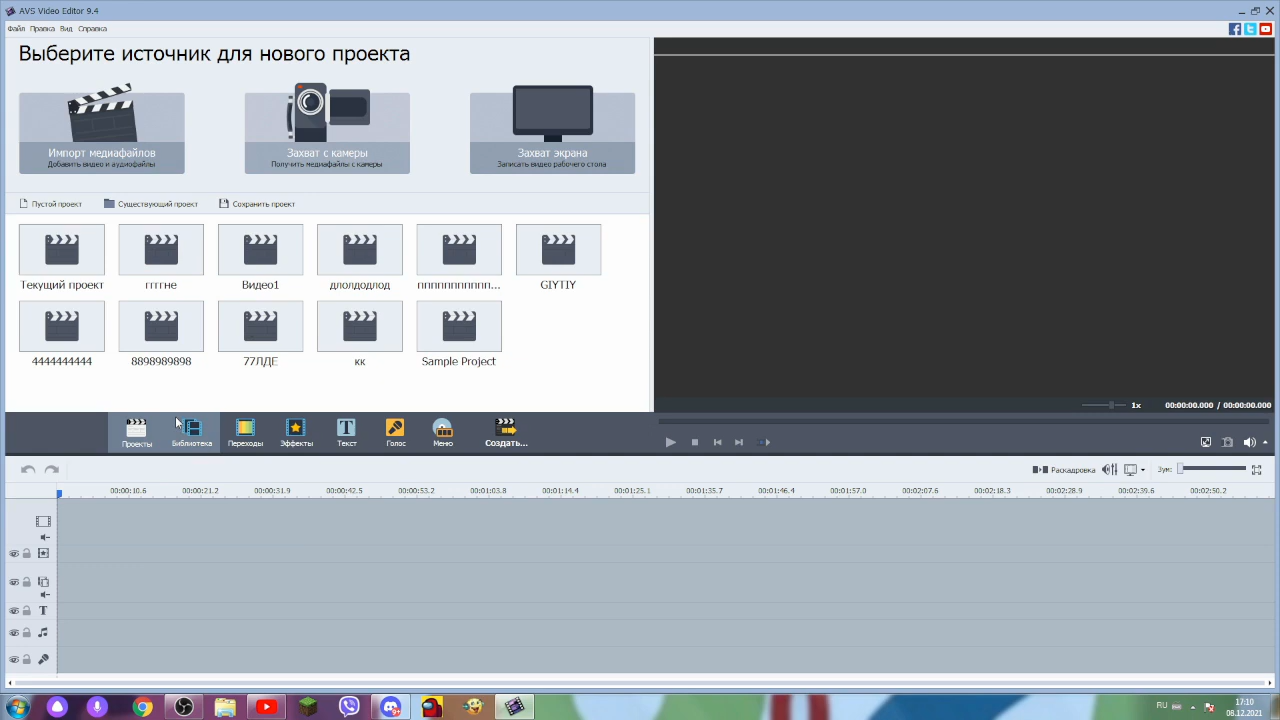 AVS Video Editor 9.4
Файл Правка Вид Справка
Выберите источник для нового проекта
Импорт медиафайлов
Добавить видео и аудиофайлы
Захват с камеры
Получить медиафайлы с камеры
Захват экрана
Записать видео рабочего стола
Пустой проект Существующий проект Сохранить проект
Текущий проект ггггне Видео1 длолдодлод пппппппппппп... GIYTIY
4444444444 8898989898 77ЛДЕ кк Sample Project
1x 00:00:00.000 / 00:00:00.000
Проекты Библиотека Переходы Эффекты Текст Голос Меню Создать...
Раскадровка Зум:
00:00:10.6 00:00:21.2 00:00:31.9 00:00:42.5 00:00:53.2 00:01:03.8 00:01:14.4 00:01:25.1 00:01:35.7 00:01:46.4 00:01:57.0 00:02:07.6 00:02:18.3 00:02:28.9 00:02:39.6 00:02:50.2
RU 17:10
08.12.2021